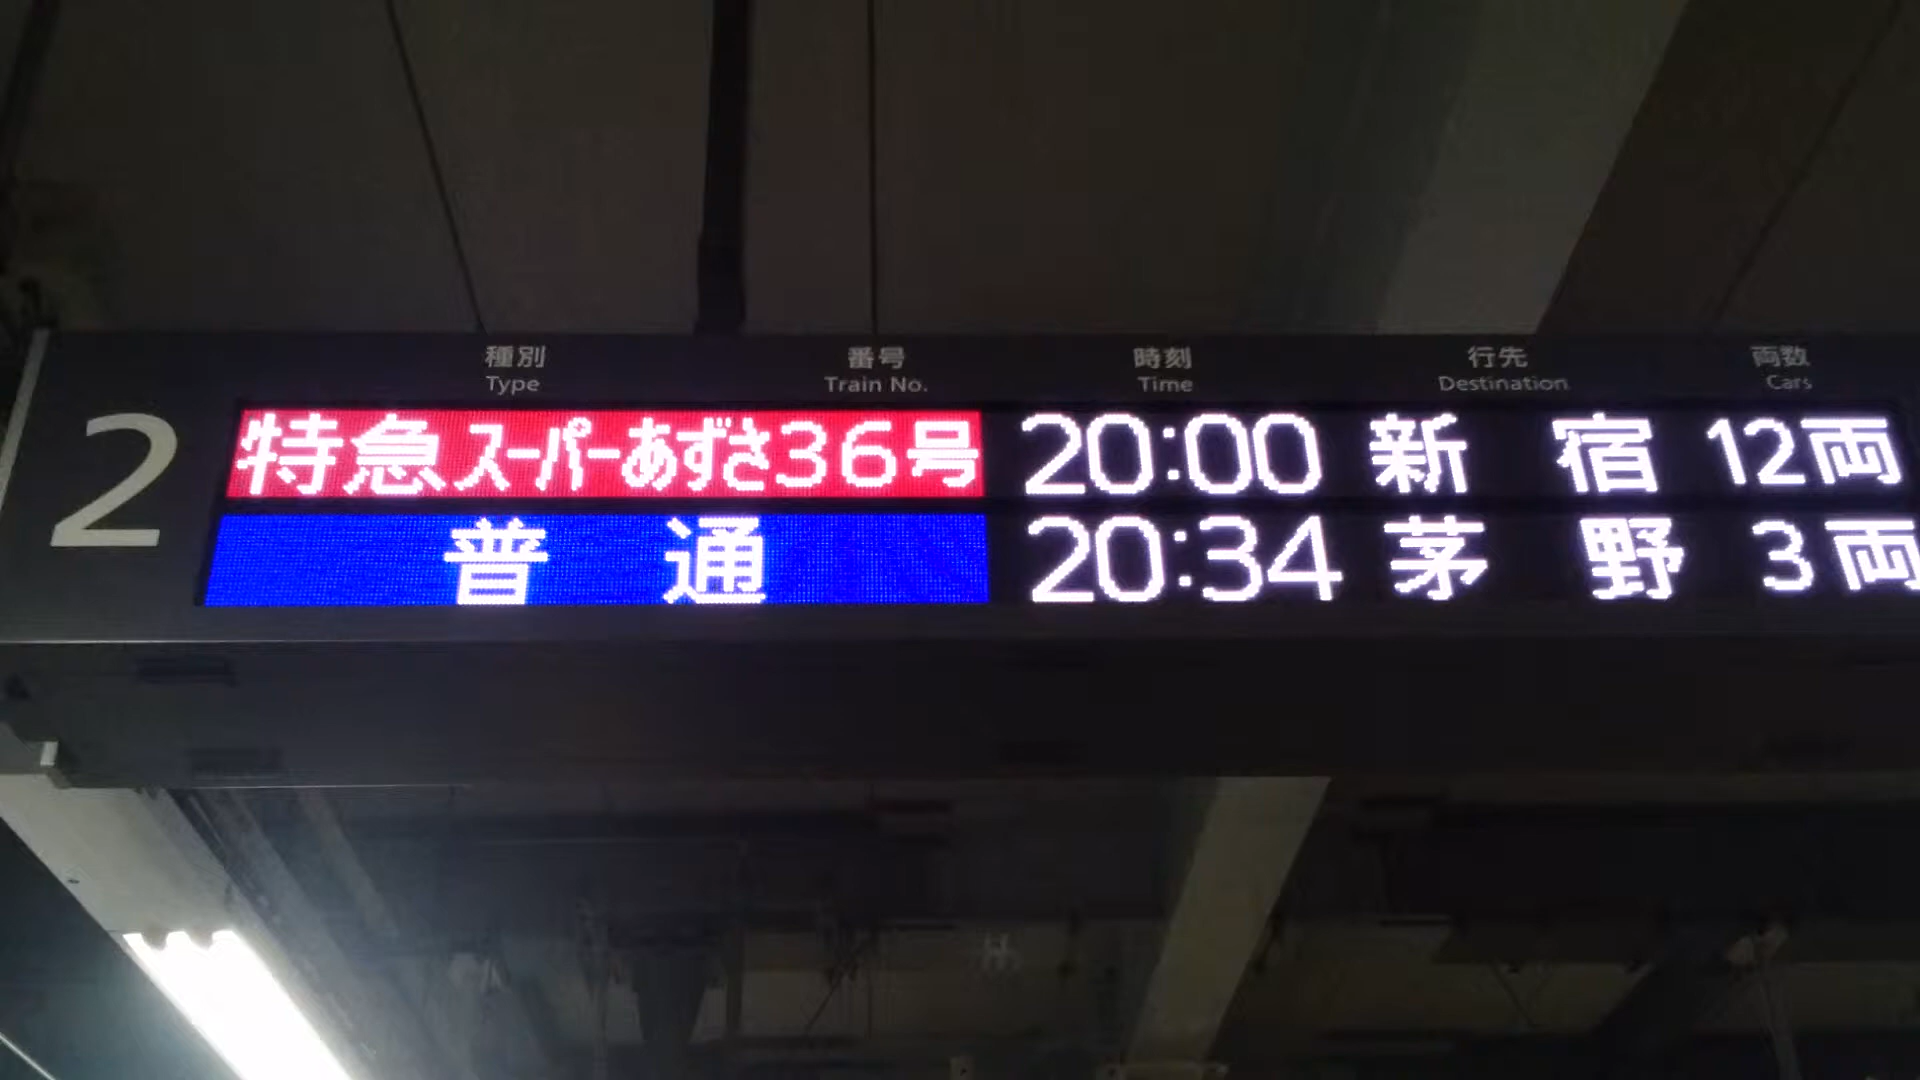 種別 番号 時刻 行先 両数
Type Train No. Time Destination Cars
2
特急 スーパーあずさ36号 20:00 新宿 12両
普通 20:34 茅野 3両